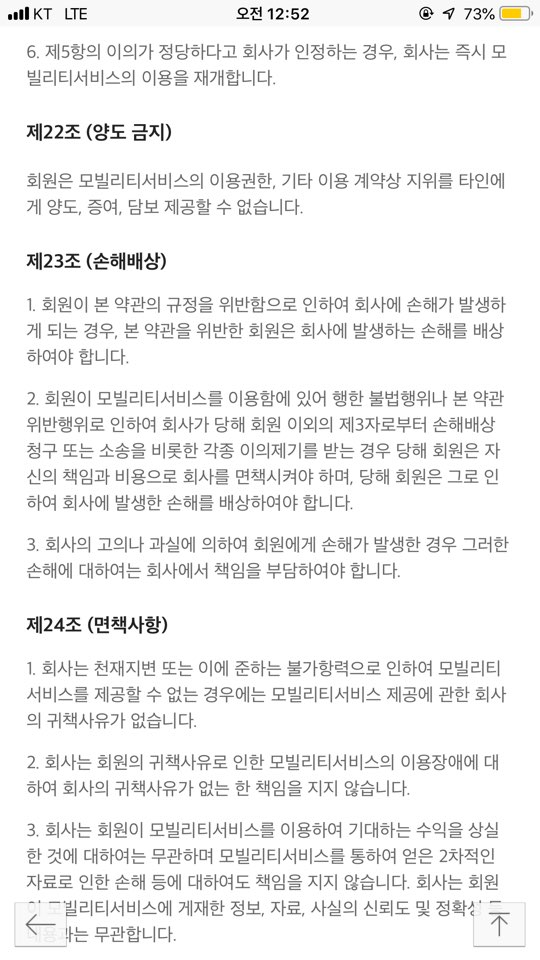 KT LTE 오전 12:52 73%
6. 제5항의 이의가 정당하다고 회사가 인정하는 경우, 회사는 즉시 모
빌리티서비스의 이용을 재개합니다.
제22조 (양도 금지)
회원은 모빌리티서비스의 이용권한, 기타 이용 계약상 지위를 타인에
게 양도, 증여, 담보 제공할 수 없습니다.
제23조 (손해배상)
1. 회원이 본 약관의 규정을 위반함으로 인하여 회사에 손해가 발생하
게 되는 경우, 본 약관을 위반한 회원은 회사에 발생하는 손해를 배상
하여야 합니다.
2. 회원이 모빌리티서비스를 이용함에 있어 행한 불법행위나 본 약관
위반행위로 인하여 회사가 당해 회원 이외의 제3자로부터 손해배상
청구 또는 소송을 비롯한 각종 이의제기를 받는 경우 당해 회원은 자
신의 책임과 비용으로 회사를 면책시켜야 하며, 당해 회원은 그로 인
하여 회사에 발생한 손해를 배상하여야 합니다.
3. 회사의 고의나 과실에 의하여 회원에게 손해가 발생한 경우 그러한
손해에 대하여는 회사에서 책임을 부담하여야 합니다.
제24조 (면책사항)
1. 회사는 천재지변 또는 이에 준하는 불가항력으로 인하여 모빌리티
서비스를 제공할 수 없는 경우에는 모빌리티서비스 제공에 관한 회사
의 귀책사유가 없습니다.
2. 회사는 회원의 귀책사유로 인한 모빌리티서비스의 이용장애에 대
하여 회사의 귀책사유가 없는 한 책임을 지지 않습니다.
3. 회사는 회원이 모빌리티서비스를 이용하여 기대하는 수익을 상실
한 것에 대하여는 무관하며 모빌리티서비스를 통하여 얻은 2차적인
자료로 인한 손해 등에 대하여도 책임을 지지 않습니다. 회사는 회원
이 모빌리티서비스에 게재한 정보, 자료, 사실의 신뢰도 및 정확성 등
내용과는 무관합니다.